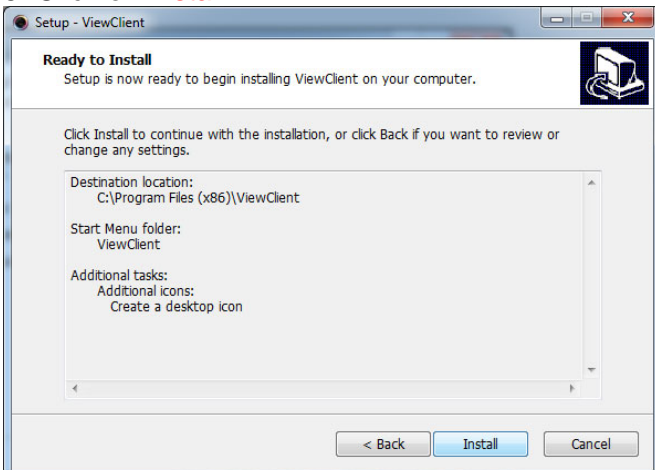 Setup - ViewClient
Ready to Install
Setup is now ready to begin installing ViewClient on your computer.
Click Install to continue with the installation, or click Back if you want to review or
change any settings.
Destination location:
C:\Program Files (x86)\ViewClient
Start Menu folder:
ViewClient
Additional tasks:
Additional icons:
Create a desktop icon
< Back
Install
Cancel